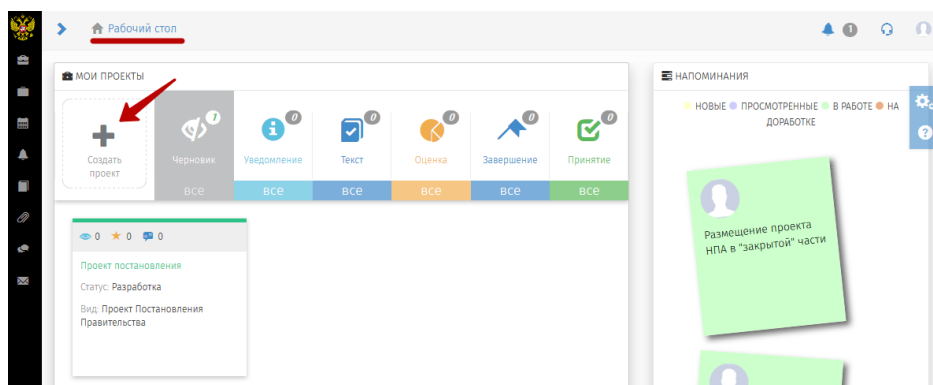 Рабочий стол
1
МОИ ПРОЕКТЫ
Создать
проект
1
Черновик
все
0
Уведомление
все
0
Текст
все
0
Оценка
все
0
Завершение
все
0
Принятие
все
0 0 0
Проект постановления
Статус: Разработка
Вид: Проект Постановления
Правительства
НАПОМИНАНИЯ
НОВЫЕ ПРОСМОТРЕННЫЕ В РАБОТЕ НА
ДОРАБОТКЕ
Размещение проекта
НПА в "закрытой" части
?